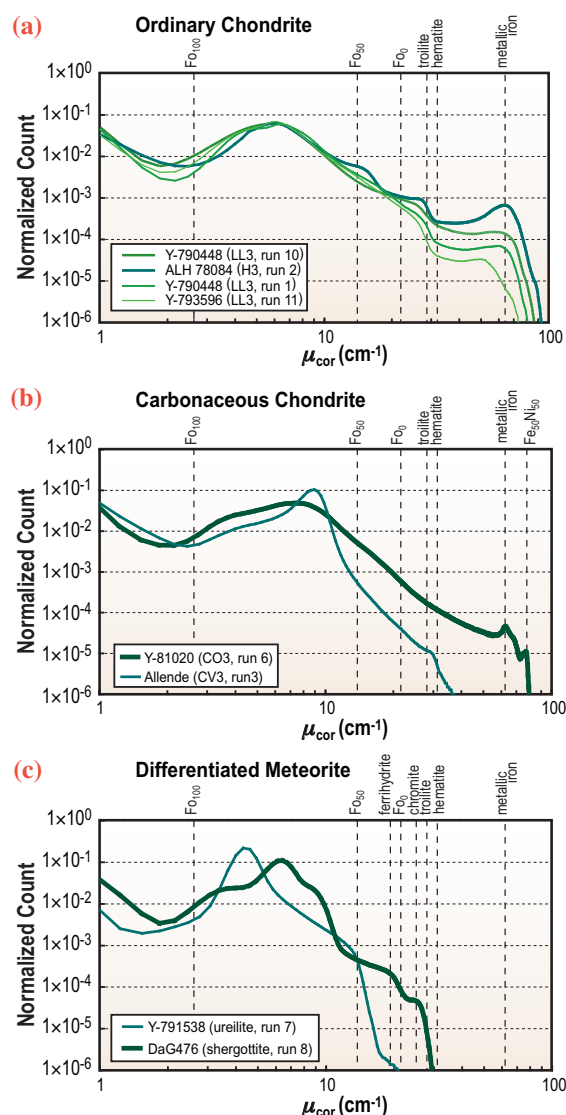 (a) Ordinary Chondrite
Fo₁₀₀
Fo₅₀
Fo₀
troilite
hematite
metallic
iron
Normalized Count
1×10⁰
1×10⁻¹
1×10⁻²
1×10⁻³
1×10⁻⁴
1×10⁻⁵
1×10⁻⁶
Y-790448 (LL3, run 10)
ALH 78084 (H3, run 2)
Y-790448 (LL3, run 1)
Y-793596 (LL3, run 11)
1 10 100
μcor (cm⁻¹)
(b) Carbonaceous Chondrite
Fo₁₀₀
Fo₅₀
Fo₀
troilite
hematite
metallic
iron
Fe₅₀Ni₅₀
Normalized Count
1×10⁰
1×10⁻¹
1×10⁻²
1×10⁻³
1×10⁻⁴
1×10⁻⁵
1×10⁻⁶
Y-81020 (CO3, run 6)
Allende (CV3, run3)
1 10 100
μcor (cm⁻¹)
(c) Differentiated Meteorite
Fo₁₀₀
Fo₅₀
ferrihydrite
Fo₀
chromite
troilite
hematite
metallic
iron
Normalized Count
1×10⁰
1×10⁻¹
1×10⁻²
1×10⁻³
1×10⁻⁴
1×10⁻⁵
1×10⁻⁶
Y-791538 (ureilite, run 7)
DaG476 (shergottite, run 8)
1 10 100
μcor (cm⁻¹)